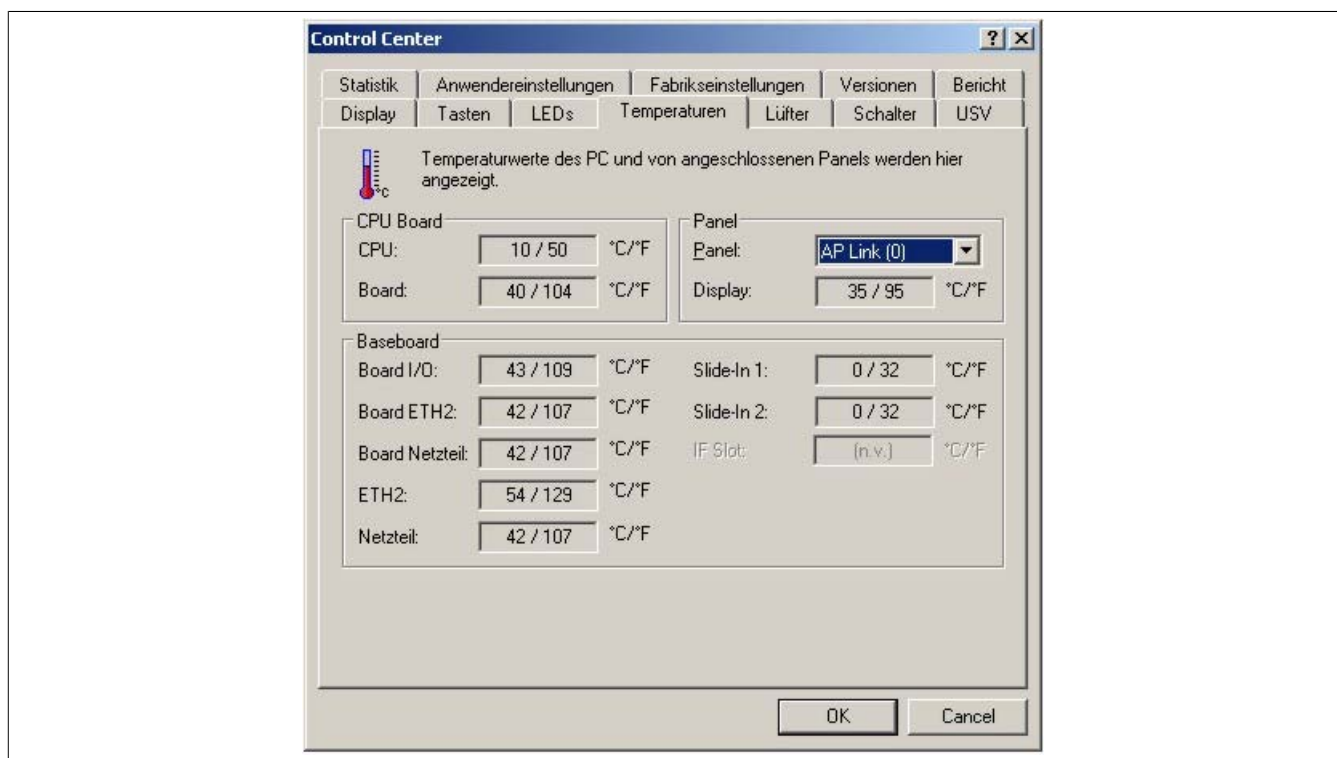 Control Center
Statistik Anwendereinstellungen Fabrikseinstellungen Versionen Bericht
Display Tasten LEDs Temperaturen Lüfter Schalter USV
Temperaturwerte des PC und von angeschlossenen Panels werden hier
angezeigt.
°C
CPU Board
CPU: 10 / 50 °C/°F
Board: 40 / 104 °C/°F
Panel
Panel: AP Link (0)
Display: 35 / 95 °C/°F
Baseboard
Board I/O: 43 / 109 °C/°F
Board ETH2: 42 / 107 °C/°F
Board Netzteil: 42 / 107 °C/°F
ETH2: 54 / 129 °C/°F
Netzteil: 42 / 107 °C/°F
Slide-In 1: 0 / 32 °C/°F
Slide-In 2: 0 / 32 °C/°F
IF Slot: (n.v.) °C/°F
OK Cancel